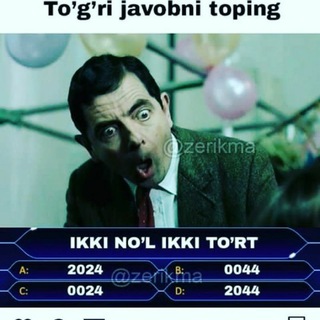 To’g’ri javobni toping
@zerikma
IKKI NO’L IKKI TO’RT
A: 2024
B: 0044
@zerikma
C: 0024
D: 2044